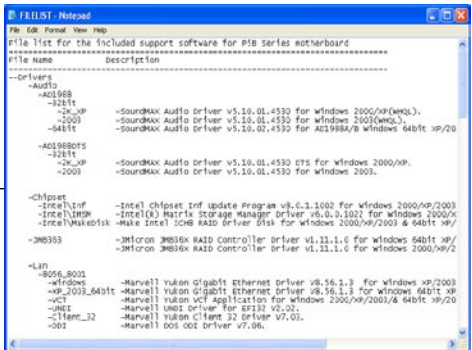 FILELIST - Notepad
File Edit Format View Help
File list for the included support software for P5B Series motherboard
================================================================
File Name Description
----------------------------------------------------------------
--Drivers
-Audio
-AD1988
-32bit
-2K_XP -SoundMAX Audio Driver v5.10.01.4530 for Windows 2000/XP(WHQL).
-2003 -SoundMAX Audio Driver v5.10.01.4530 for Windows 2003(WHQL).
-64bit -SoundMAX Audio Driver v5.10.02.4530 for AD1988A/B Windows 64bit XP/20
-AD1988DTS
-32bit
-2K_XP -SoundMAX Audio Driver v5.10.01.4530 DTS for Windows 2000/XP.
-2003 -SoundMAX Audio Driver v5.10.01.4530 for Windows 2003.
-Chipset
-Intel\Inf -Intel Chipset Inf Update Program v8.0.1.1002 for Windows 2000/XP/2003
-Intel\IMSM -Intel(R) Matrix Storage Manager Driver v6.0.0.1022 for Windows 2000/X
-Intel\MakeDisk -Make Intel ICH8 RAID Driver Disk for Windows 2000/XP/2003 & 64bit XP/
-JMB363 -JMicron JMB36X RAID Controller Driver v1.11.1.0 for Windows 64bit XP/
-JMicron JMB36X RAID Controller Driver v1.11.1.0 for Windows 2000/XP/2
-Lan
-8056_8001
-Windows -Marvell Yukon Gigabit Ethernet Driver v8.56.1.3 for Windows XP/2003
-XP_2003_64bit -Marvell Yukon Gigabit Ethernet Driver v8.56.1.3 for Windows 64bit XP
-VCT -Marvell Yukon VCT Application for Windows 2000/XP/2003/& 64bit XP/20
-UNDI -Marvell UNDI Driver for EFI32 v2.02.
-Client_32 -Marvell Yukon Client 32 Driver v7.03.
-ODI -Marvell DOS ODI Driver v7.06.